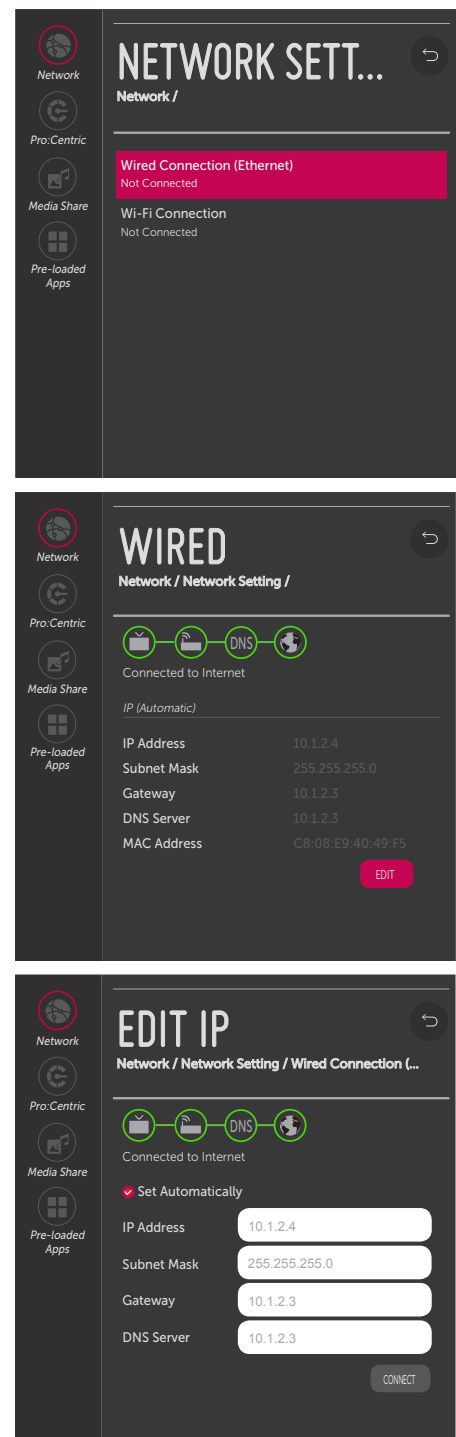 NETWORK SETT...
Network /
Network
Pro:Centric
Media Share
Pre-loaded
Apps
Wired Connection (Ethernet)
Not Connected
Wi-Fi Connection
Not Connected
WIRED
Network / Network Setting /
Network
Pro:Centric
Media Share
Pre-loaded
Apps
DNS
Connected to Internet
IP (Automatic)
IP Address 10.1.2.4
Subnet Mask 255.255.255.0
Gateway 10.1.2.3
DNS Server 10.1.2.3
MAC Address C8:08:E9:40:49:F5
EDIT
EDIT IP
Network / Network Setting / Wired Connection (...
Network
Pro:Centric
Media Share
Pre-loaded
Apps
DNS
Connected to Internet
Set Automatically
IP Address 10.1.2.4
Subnet Mask 255.255.255.0
Gateway 10.1.2.3
DNS Server 10.1.2.3
CONNECT